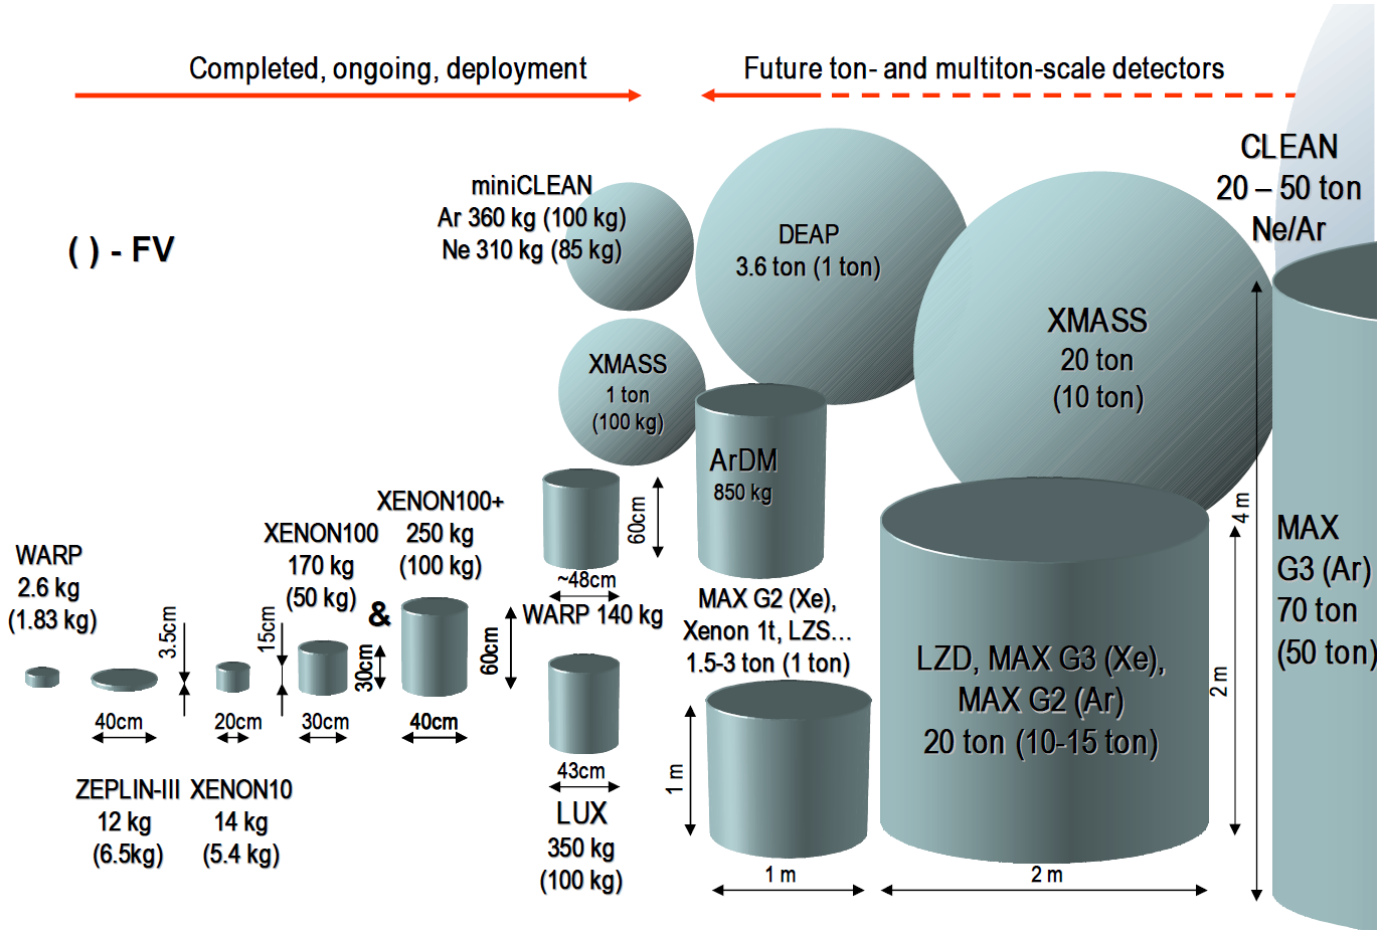 Completed, ongoing, deployment
Future ton- and multiton-scale detectors
( ) - FV
miniCLEAN
Ar 360 kg (100 kg)
Ne 310 kg (85 kg)
DEAP
3.6 ton (1 ton)
CLEAN
20 – 50 ton
Ne/Ar
XMASS
1 ton
(100 kg)
XMASS
20 ton
(10 ton)
ArDM
850 kg
WARP
2.6 kg
(1.83 kg)
3.5cm
40cm
ZEPLIN-III
12 kg
(6.5kg)
15cm
20cm
XENON10
14 kg
(5.4 kg)
XENON100
170 kg
(50 kg)
&
30cm
30cm
XENON100+
250 kg
(100 kg)
60cm
40cm
60cm
~48cm
WARP 140 kg
43cm
LUX
350 kg
(100 kg)
MAX G2 (Xe),
Xenon 1t, LZS...
1.5-3 ton (1 ton)
1 m
1 m
LZD, MAX G3 (Xe),
MAX G2 (Ar)
20 ton (10-15 ton)
2 m
2 m
4 m
MAX
G3 (Ar)
70 ton
(50 ton)